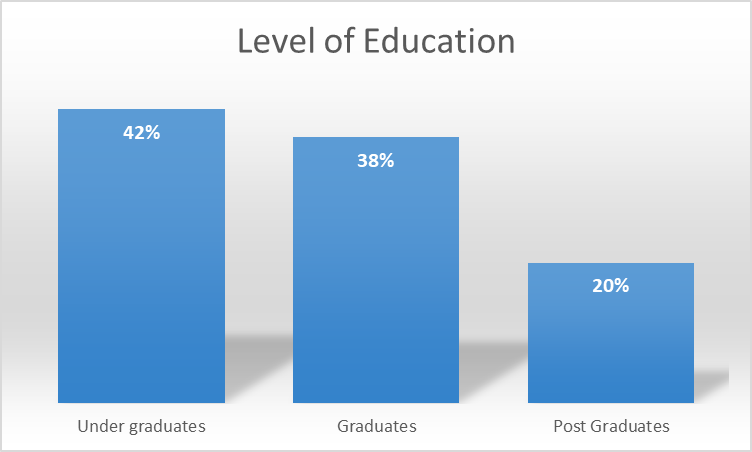 Level of Education
42%
38%
20%
Under graduates
Graduates
Post Graduates